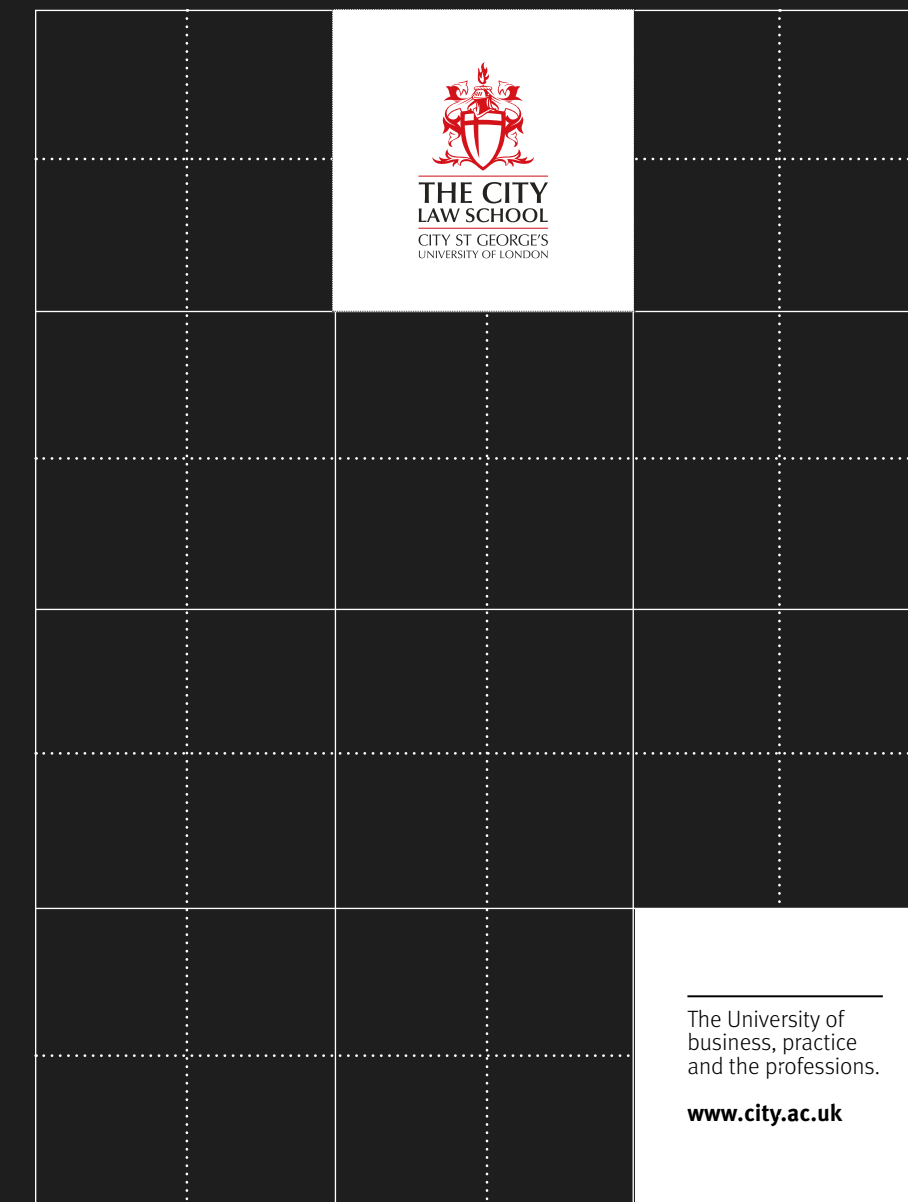 THE CITY
LAW SCHOOL
CITY ST GEORGE'S
UNIVERSITY OF LONDON
The University of
business, practice
and the professions.
www.city.ac.uk